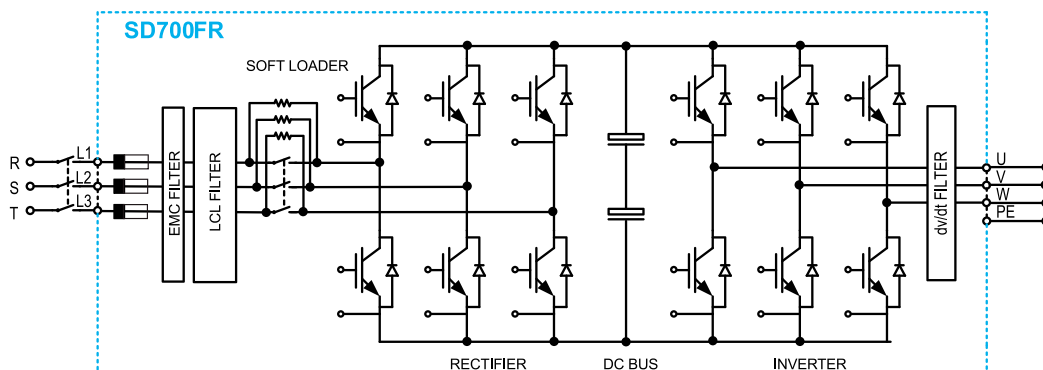 SD700FR
SOFT LOADER
R
L1
S
L2
T
L3
EMC FILTER
LCL FILTER
dv/dt FILTER
U
V
W
PE
RECTIFIER
DC BUS
INVERTER